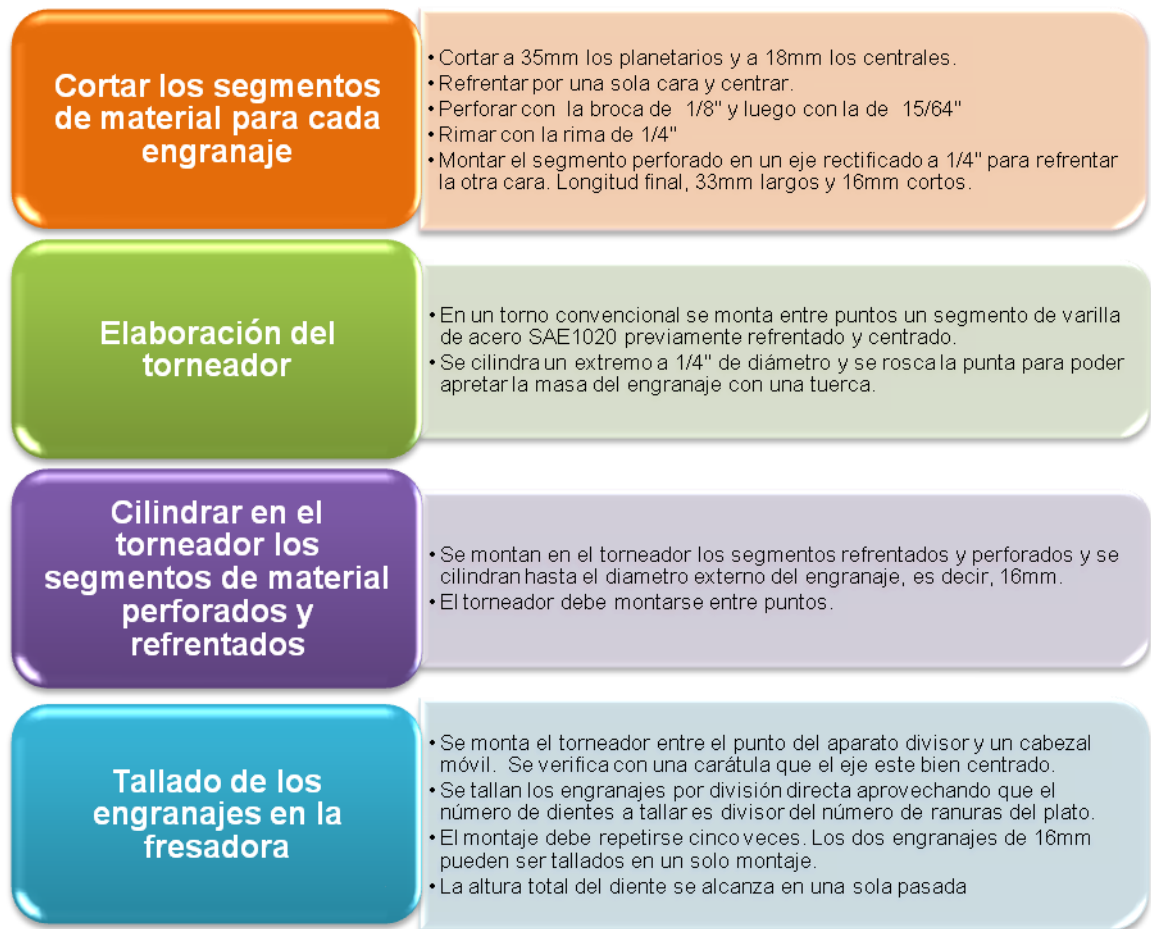 Cortar los segmentos
de material para cada
engranaje
• Cortar a 35mm los planetarios y a 18mm los centrales.
• Refrentar por una sola cara y centrar.
• Perforar con la broca de 1/8" y luego con la de 15/64"
• Rimar con la rima de 1/4"
• Montar el segmento perforado en un eje rectificado a 1/4" para refrentar
la otra cara. Longitud final, 33mm largos y 16mm cortos.
Elaboración del
torneador
• En un torno convencional se monta entre puntos un segmento de varilla
de acero SAE1020 previamente refrentado y centrado.
• Se cilindra un extremo a 1/4" de diámetro y se rosca la punta para poder
apretar la masa del engranaje con una tuerca.
Cilindrar en el
torneador los
segmentos de material
perforados y
refrentados
• Se montan en el torneador los segmentos refrentados y perforados y se
cilindran hasta el diametro externo del engranaje, es decir, 16mm.
• El torneador debe montarse entre puntos.
Tallado de los
engranajes en la
fresadora
• Se monta el torneador entre el punto del aparato divisor y un cabezal
móvil. Se verifica con una carátula que el eje este bien centrado.
• Se tallan los engranajes por división directa aprovechando que el
número de dientes a tallar es divisor del número de ranuras del plato.
• El montaje debe repetirse cinco veces. Los dos engranajes de 16mm
pueden ser tallados en un solo montaje.
• La altura total del diente se alcanza en una sola pasada